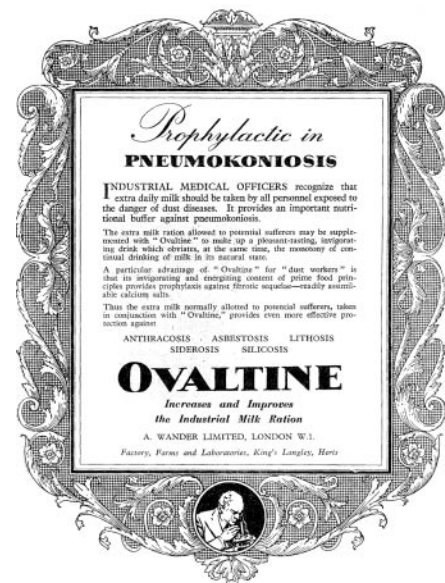 Prophylactic in
PNEUMOKONIOSIS
INDUSTRIAL MEDICAL OFFICERS recognize that
extra daily milk should be taken by all personnel exposed to
the danger of dust diseases. It provides an important nutri-
tional buffer against pneumokoniosis.
The extra milk ration allowed to potential sufferers may be supple-
mented with "Ovaltine" to make up a pleasant-tasting, invigorat-
ing drink which obviates, at the same time, the monotony of con-
tinual drinking of milk in its natural state.
A particular advantage of "Ovaltine" for "dust workers" is
that its invigorating and energizing content of prime food prin-
ciples provides prophylaxis against fibrotic sequelae—readily assimil-
able calcium salts.
Thus the extra milk normally allotted to potential sufferers, taken
in conjunction with "Ovaltine," provides even more effective pro-
tection against
ANTHRACOSIS ASBESTOSIS LITHOSIS
SIDEROSIS SILICOSIS
OVALTINE
Increases and Improves
the Industrial Milk Ration
A. WANDER LIMITED, LONDON W.1.
Factory, Farms and Laboratories, King's Langley, Herts